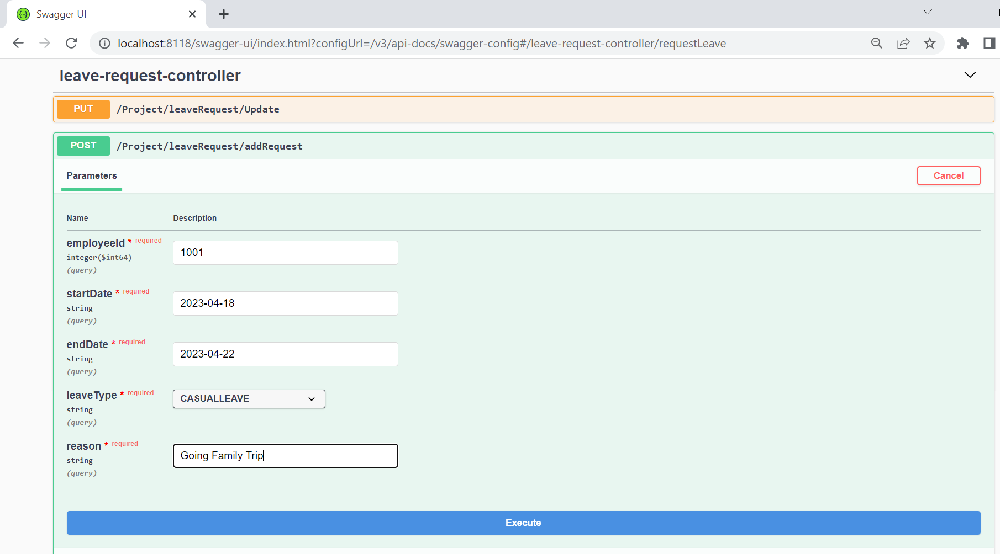 Swagger UI
localhost:8118/swagger-ui/index.html?configUrl=/v3/api-docs/swagger-config#/leave-request-controller/requestLeave
leave-request-controller
PUT /Project/leaveRequest/Update
POST /Project/leaveRequest/addRequest
Parameters Cancel
Name Description
employeeId * required
integer($int64)
(query)
1001
startDate * required
string
(query)
2023-04-18
endDate * required
string
(query)
2023-04-22
leaveType * required
string
(query)
CASUALLEAVE
reason * required
string
(query)
Going Family Trip
Execute